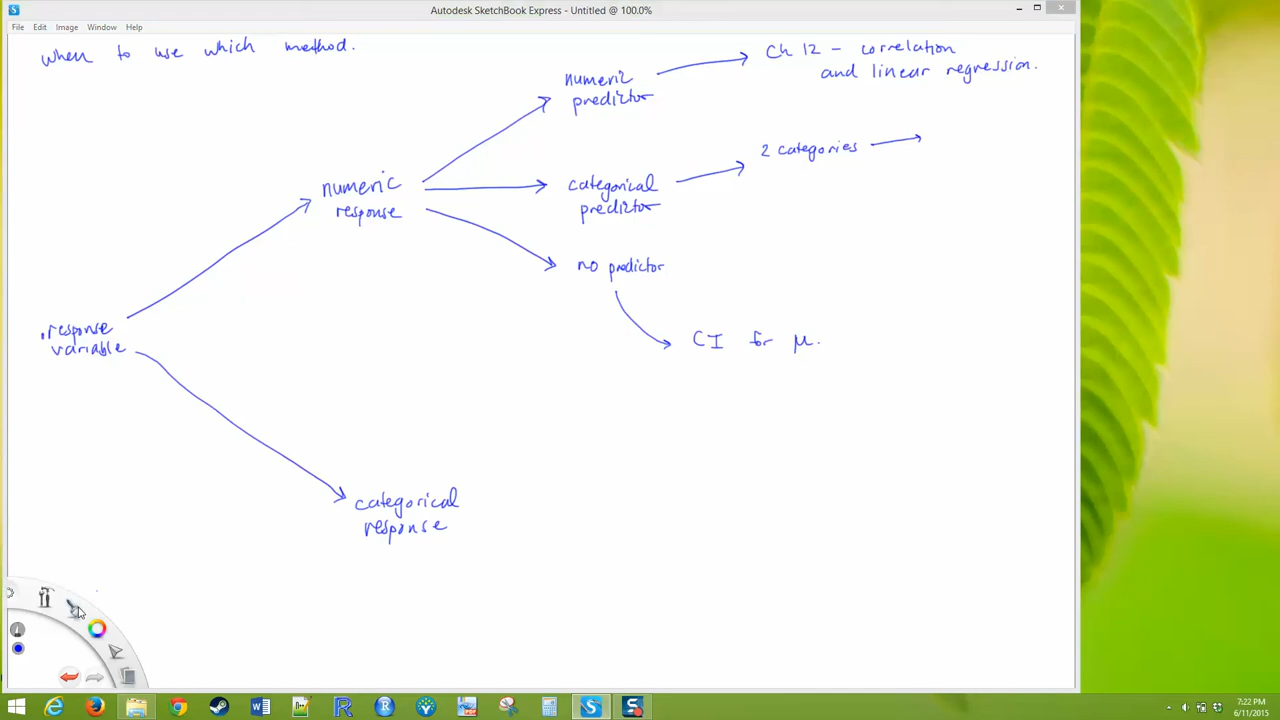 Autodesk SketchBook Express - Untitled @ 100.0%
File Edit Image Window Help
when to use which method.
Ch 12 - correlation
and linear regression.
numeric
predictor
2 categories
numeric
response
categorical
predictor
no predictor
response
variable
CI for μ.
categorical
response
7:22 PM
6/11/2015